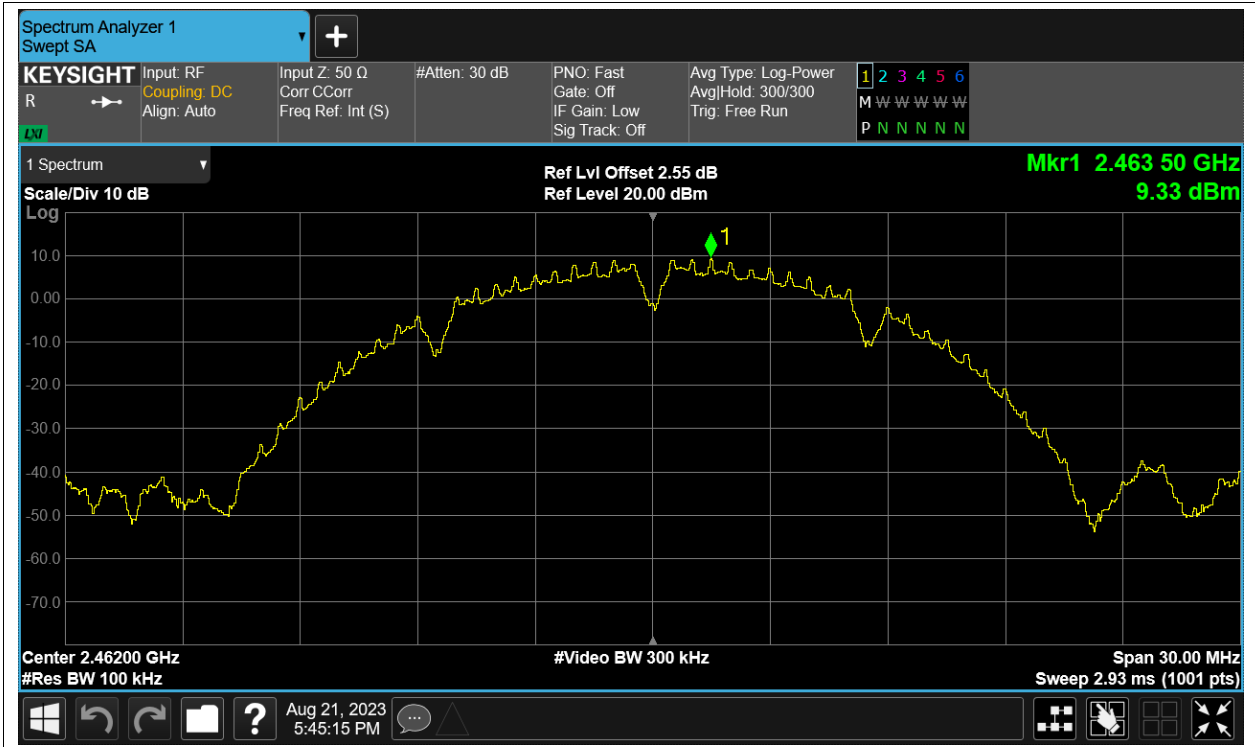 Spectrum Analyzer 1
Swept SA
KEYSIGHT
R
LXI
Input: RF
Coupling: DC
Align: Auto
Input Z: 50 Ω
Corr CCorr
Freq Ref: Int (S)
#Atten: 30 dB
PNO: Fast
Gate: Off
IF Gain: Low
Sig Track: Off
Avg Type: Log-Power
Avg|Hold: 300/300
Trig: Free Run
1 2 3 4 5 6
M W W W W W
P N N N N N
1 Spectrum
Scale/Div 10 dB
Log
Ref Lvl Offset 2.55 dB
Ref Level 20.00 dBm
Mkr1 2.463 50 GHz
9.33 dBm
1
10.0
0.00
-10.0
-20.0
-30.0
-40.0
-50.0
-60.0
-70.0
Center 2.46200 GHz
#Res BW 100 kHz
#Video BW 300 kHz
Span 30.00 MHz
Sweep 2.93 ms (1001 pts)
?
Aug 21, 2023
5:45:15 PM